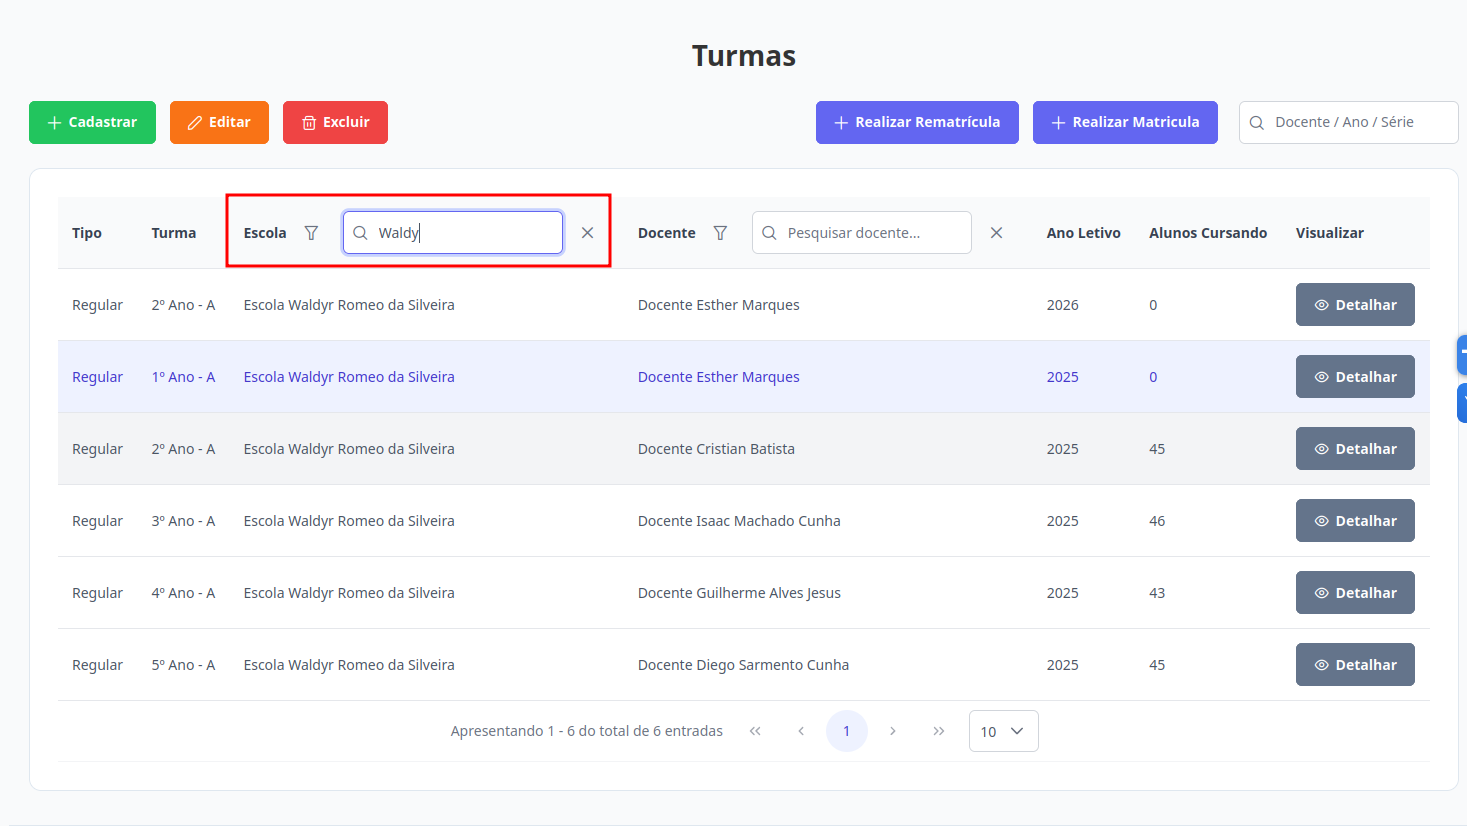 Turmas
Cadastrar Editar Excluir Realizar Rematrícula Realizar Matricula Docente / Ano / Série
Tipo Turma Escola Waldy Docente Pesquisar docente... Ano Letivo Alunos Cursando Visualizar
Regular 2º Ano - A Escola Waldyr Romeo da Silveira Docente Esther Marques 2026 0 Detalhar
Regular 1º Ano - A Escola Waldyr Romeo da Silveira Docente Esther Marques 2025 0 Detalhar
Regular 2º Ano - A Escola Waldyr Romeo da Silveira Docente Cristian Batista 2025 45 Detalhar
Regular 3º Ano - A Escola Waldyr Romeo da Silveira Docente Isaac Machado Cunha 2025 46 Detalhar
Regular 4º Ano - A Escola Waldyr Romeo da Silveira Docente Guilherme Alves Jesus 2025 43 Detalhar
Regular 5º Ano - A Escola Waldyr Romeo da Silveira Docente Diego Sarmento Cunha 2025 45 Detalhar
Apresentando 1 - 6 do total de 6 entradas 1 10